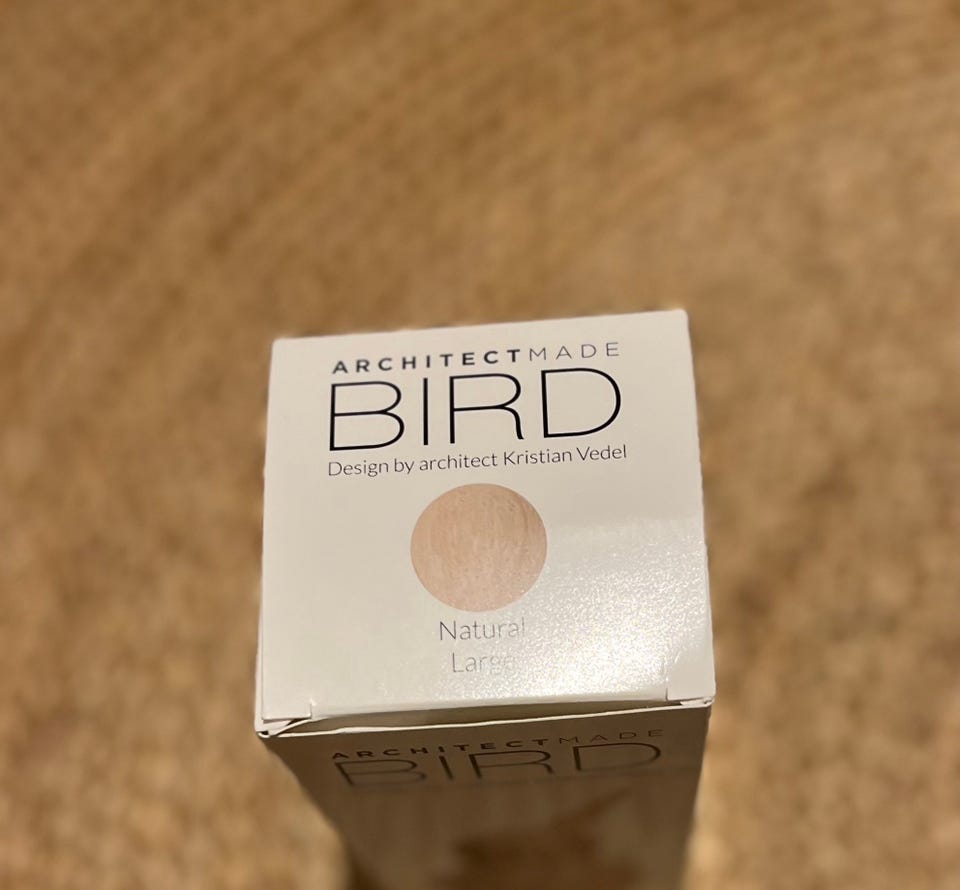 ARCHITECTMADE
BIRD
Design by architect Kristian Vedel
Natural
Large
ARCHITECTMADE
BIRD